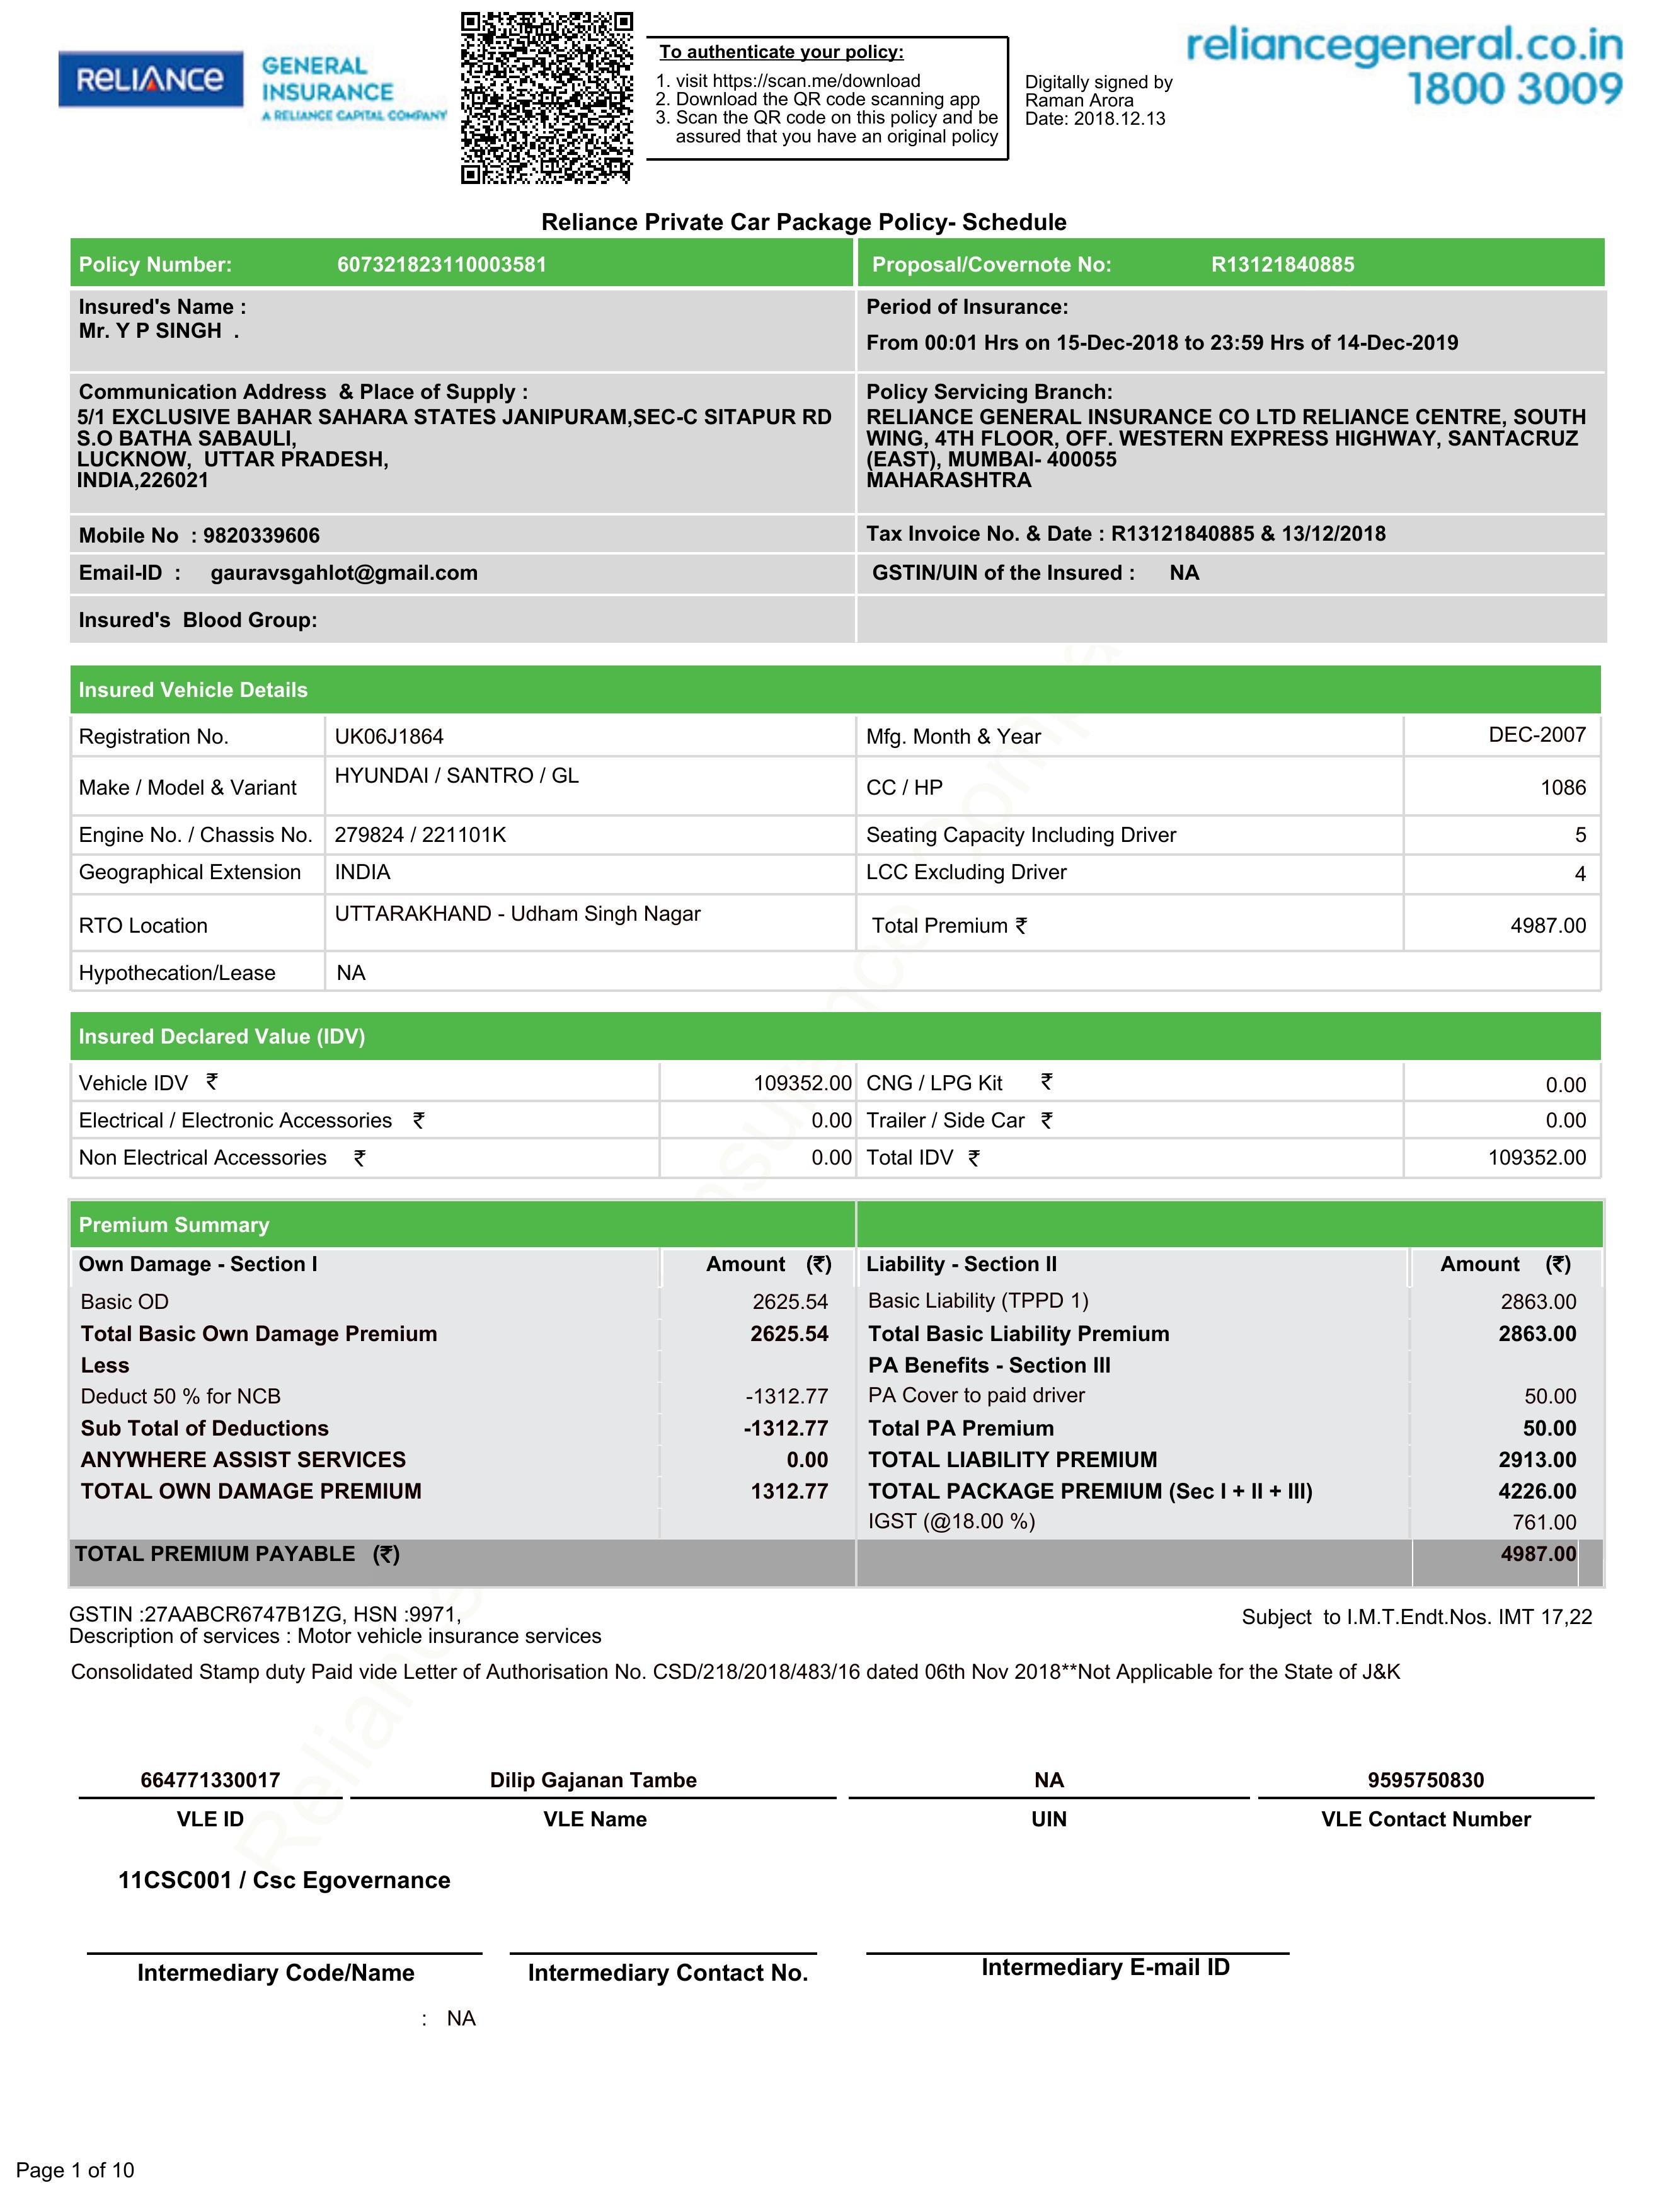 RELIANCE
GENERAL
INSURANCE
A RELIANCE CAPITAL COMPANY
To authenticate your policy:
1. visit https://scan.me/download
2. Download the QR code scanning app
3. Scan the QR code on this policy and be
assured that you have an original policy
Digitally signed by
Raman Arora
Date: 2018.12.13
reliancegeneral.co.in
1800 3009
Reliance Private Car Package Policy- Schedule
Policy Number: 607321823110003581 Proposal/Covernote No: R13121840885
Insured's Name :
Mr. Y P SINGH .
Period of Insurance:
From 00:01 Hrs on 15-Dec-2018 to 23:59 Hrs of 14-Dec-2019
Communication Address & Place of Supply :
5/1 EXCLUSIVE BAHAR SAHARA STATES JANIPURAM,SEC-C SITAPUR RD
S.O BATHA SABAULI,
LUCKNOW, UTTAR PRADESH,
INDIA,226021
Policy Servicing Branch:
RELIANCE GENERAL INSURANCE CO LTD RELIANCE CENTRE, SOUTH
WING, 4TH FLOOR, OFF. WESTERN EXPRESS HIGHWAY, SANTACRUZ
(EAST), MUMBAI- 400055
MAHARASHTRA
Mobile No : 9820339606 Tax Invoice No. & Date : R13121840885 & 13/12/2018
Email-ID : gauravsgahlot@gmail.com GSTIN/UIN of the Insured : NA
Insured's Blood Group:
Insured Vehicle Details
Registration No. UK06J1864 Mfg. Month & Year DEC-2007
Make / Model & Variant HYUNDAI / SANTRO / GL CC / HP 1086
Engine No. / Chassis No. 279824 / 221101K Seating Capacity Including Driver 5
Geographical Extension INDIA LCC Excluding Driver 4
RTO Location UTTARAKHAND - Udham Singh Nagar Total Premium ₹ 4987.00
Hypothecation/Lease NA
Insured Declared Value (IDV)
Vehicle IDV ₹ 109352.00 CNG / LPG Kit ₹ 0.00
Electrical / Electronic Accessories ₹ 0.00 Trailer / Side Car ₹ 0.00
Non Electrical Accessories ₹ 0.00 Total IDV ₹ 109352.00
Premium Summary
Own Damage - Section I Amount (₹) Liability - Section II Amount (₹)
Basic OD 2625.54 Basic Liability (TPPD 1) 2863.00
Total Basic Own Damage Premium 2625.54 Total Basic Liability Premium 2863.00
Less PA Benefits - Section III
Deduct 50 % for NCB -1312.77 PA Cover to paid driver 50.00
Sub Total of Deductions -1312.77 Total PA Premium 50.00
ANYWHERE ASSIST SERVICES 0.00 TOTAL LIABILITY PREMIUM 2913.00
TOTAL OWN DAMAGE PREMIUM 1312.77 TOTAL PACKAGE PREMIUM (Sec I + II + III) 4226.00
IGST (@18.00 %) 761.00
TOTAL PREMIUM PAYABLE (₹) 4987.00
GSTIN :27AABCR6747B1ZG, HSN :9971, Subject to I.M.T.Endt.Nos. IMT 17,22
Description of services : Motor vehicle insurance services
Consolidated Stamp duty Paid vide Letter of Authorisation No. CSD/218/2018/483/16 dated 06th Nov 2018**Not Applicable for the State of J&K
664771330017 Dilip Gajanan Tambe NA 9595750830
VLE ID VLE Name UIN VLE Contact Number
11CSC001 / Csc Egovernance
Intermediary Code/Name Intermediary Contact No. Intermediary E-mail ID
: NA
Page 1 of 10